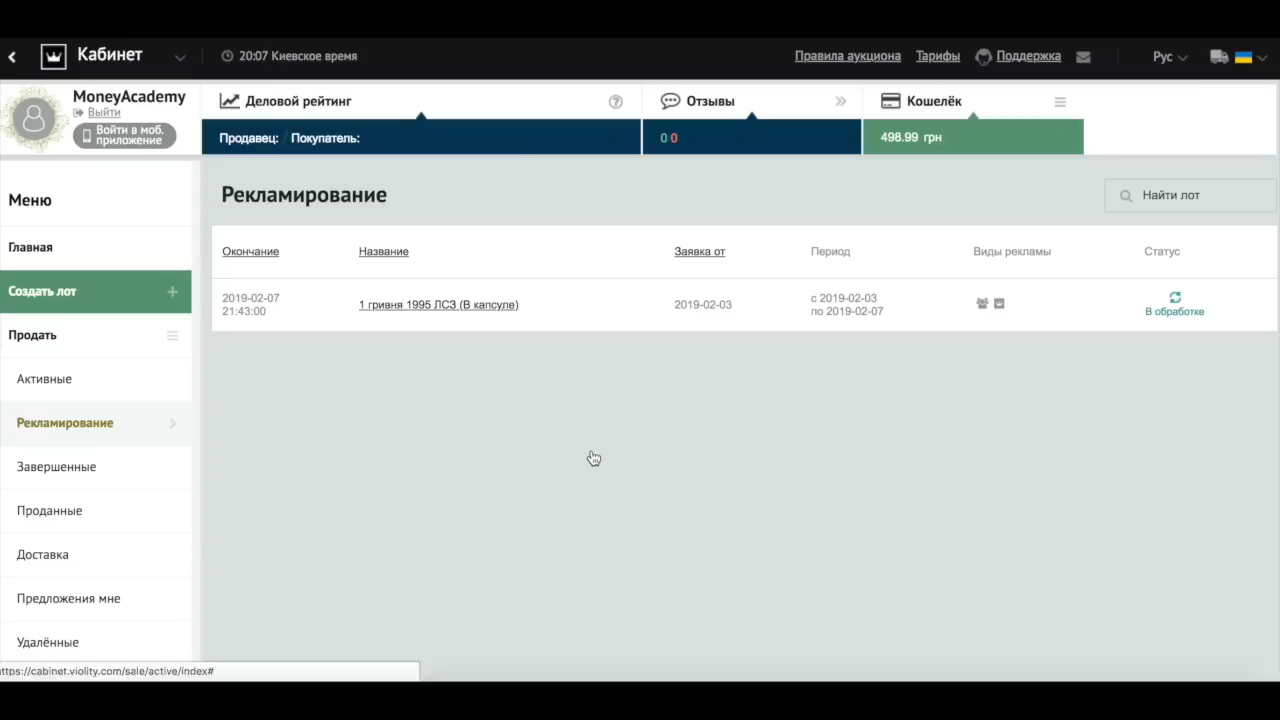 Кабинет
20:07 Киевское время
Правила аукциона Тарифы Поддержка
Рус
MoneyAcademy
Выйти
Войти в моб.
приложение
Деловой рейтинг
Продавец: / Покупатель:
Отзывы
0 0
Кошелёк
498.99 грн
Меню
Главная
Создать лот
Продать
Активные
Рекламирование
Завершенные
Проданные
Доставка
Предложения мне
Удалённые
Рекламирование
Найти лот
Окончание Название Заявка от Период Виды рекламы Статус
2019-02-07
21:43:00
1 гривня 1995 ЛСЗ (В капсуле)
2019-02-03
с 2019-02-03
по 2019-02-07
В обработке
ttps://cabinet.violity.com/sale/active/index#